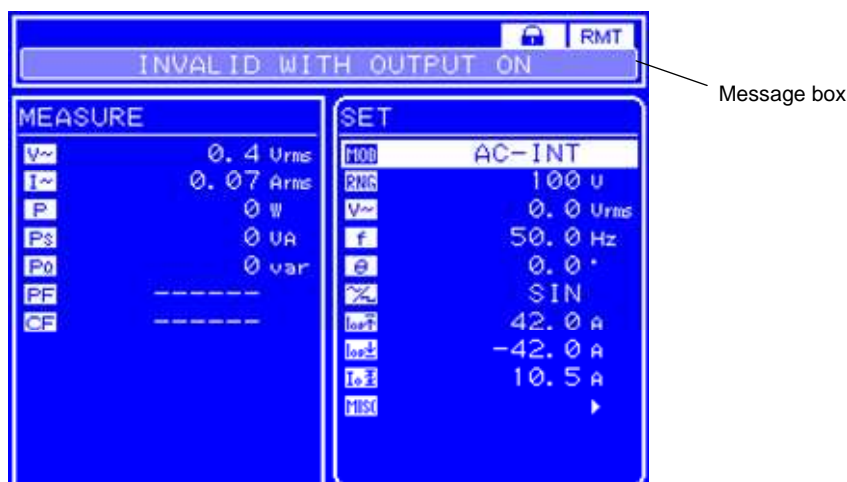 RMT
INVALID WITH OUTPUT ON
Message box
MEASURE
V~ 0.4 Vrms
I~ 0.07 Arms
P 0 W
PS 0 VA
PQ 0 var
PF ------
CF ------
SET
MOD AC-INT
RNG 100 V
V~ 0.0 Vrms
f 50.0 Hz
θ 0.0 °
SIN
42.0 A
-42.0 A
10.5 A
MISC